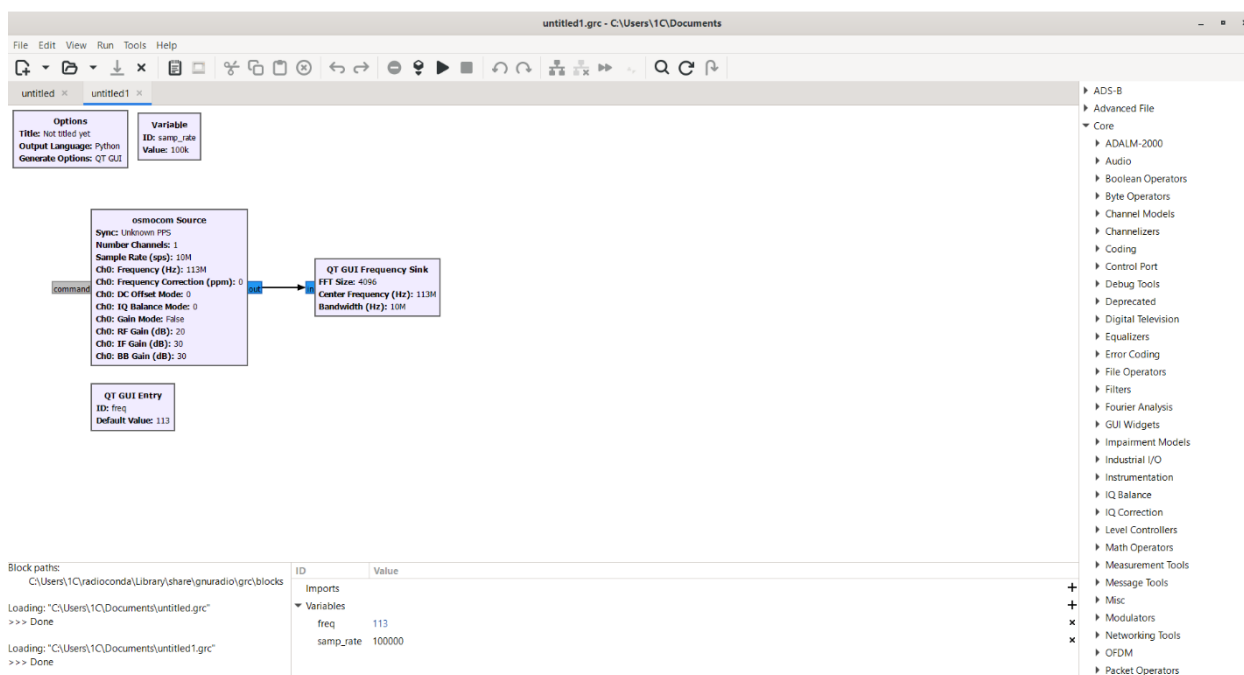 untitled1.grc - C:\Users\1C\Documents
File Edit View Run Tools Help
untitled × untitled1 ×
Options
Title: Not titled yet
Output Language: Python
Generate Options: QT GUI
Variable
ID: samp_rate
Value: 100k
osmocom Source
Sync: Unknown PPS
Number Channels: 1
Sample Rate (sps): 10M
Ch0: Frequency (Hz): 113M
Ch0: Frequency Correction (ppm): 0
Ch0: DC Offset Mode: 0
Ch0: IQ Balance Mode: 0
Ch0: Gain Mode: False
Ch0: RF Gain (dB): 20
Ch0: IF Gain (dB): 30
Ch0: BB Gain (dB): 30
command
out
in
QT GUI Frequency Sink
FFT Size: 4096
Center Frequency (Hz): 113M
Bandwidth (Hz): 10M
QT GUI Entry
ID: freq
Default Value: 113
Block paths:
C:\Users\1C\radioconda\Library\share\gnuradio\grc\blocks
Loading: "C:\Users\1C\Documents\untitled.grc"
>>> Done
Loading: "C:\Users\1C\Documents\untitled1.grc"
>>> Done
ID Value
Imports
Variables
freq 113
samp_rate 100000
ADS-B
Advanced File
Core
ADALM-2000
Audio
Boolean Operators
Byte Operators
Channel Models
Channelizers
Coding
Control Port
Debug Tools
Deprecated
Digital Television
Equalizers
Error Coding
File Operators
Filters
Fourier Analysis
GUI Widgets
Impairment Models
Industrial I/O
Instrumentation
IQ Balance
IQ Correction
Level Controllers
Math Operators
Measurement Tools
Message Tools
Misc
Modulators
Networking Tools
OFDM
Packet Operators